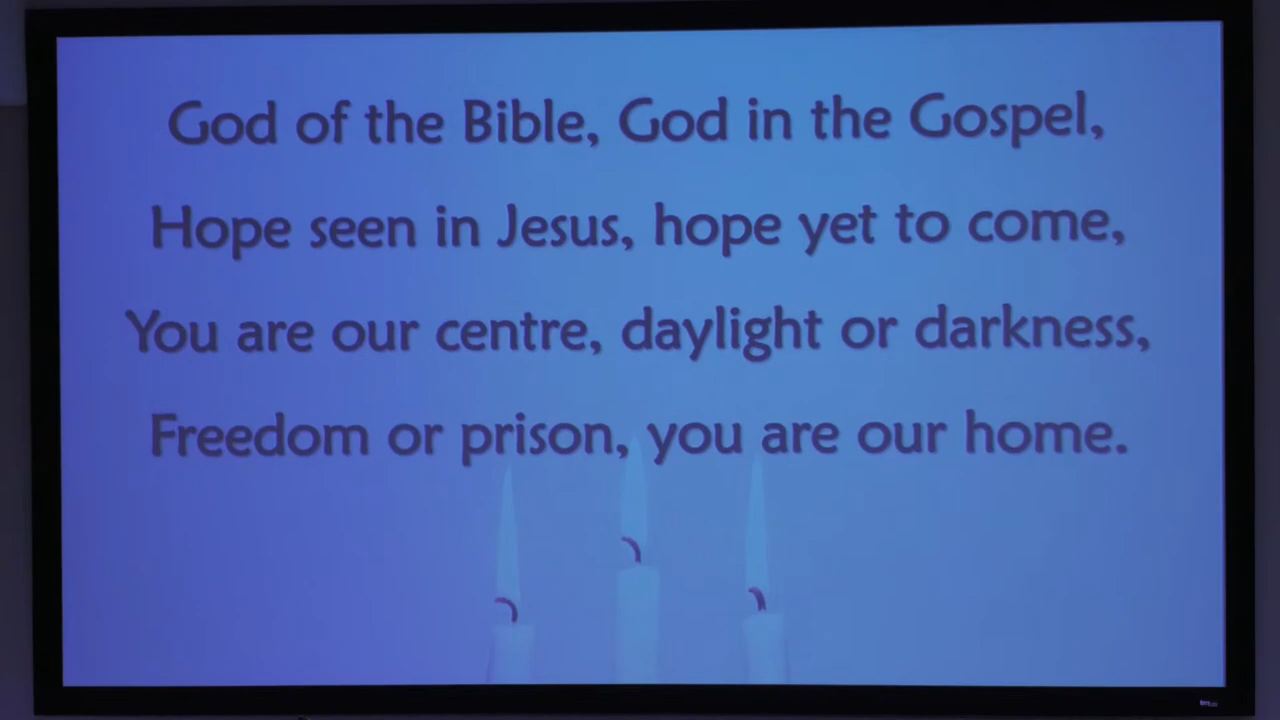 God of the Bible, God in the Gospel,
Hope seen in Jesus, hope yet to come,
You are our centre, daylight or darkness,
Freedom or prison, you are our home.